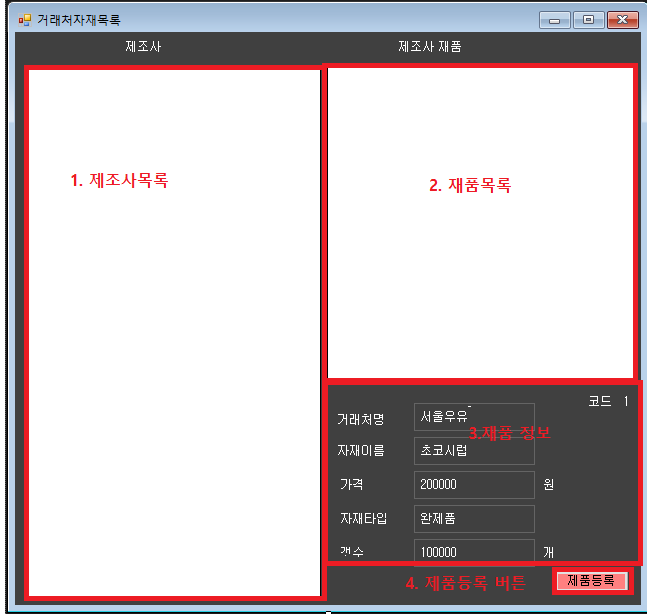 거래처자재목록
제조사
제조사 재품
1. 제조사목록
2. 재품목록
코드 1
거래처명 서울우유
3.재품 정보
자재이름 초코시럽
가격 200000 원
자재타입 완제품
갯수 100000 개
4. 재품등록 버튼
재품등록